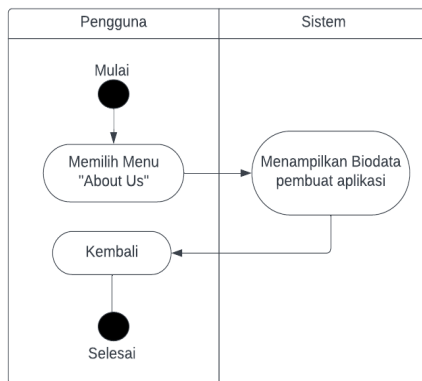 Pengguna
Sistem
Mulai
Memilih Menu
"About Us"
Menampilkan Biodata
pembuat aplikasi
Kembali
Selesai